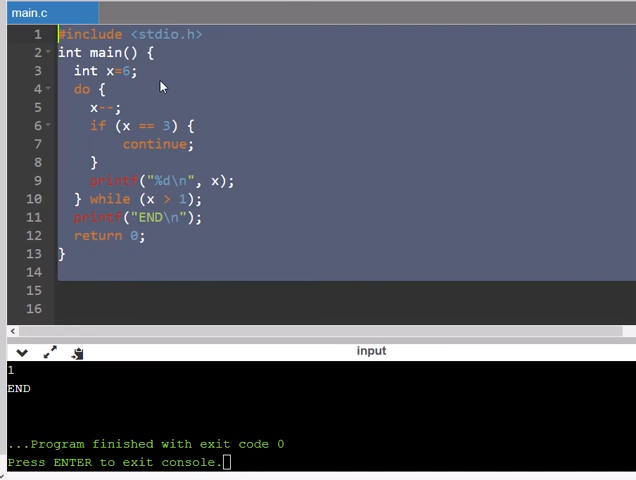 main.c
1 #include <stdio.h>
2 int main() {
3 int x=6;
4 do {
5 x--;
6 if (x == 3) {
7 continue;
8 }
9 printf("%d\n", x);
10 } while (x > 1);
11 printf("END\n");
12 return 0;
13 }
14
15
16
input
1
END
...Program finished with exit code 0
Press ENTER to exit console.